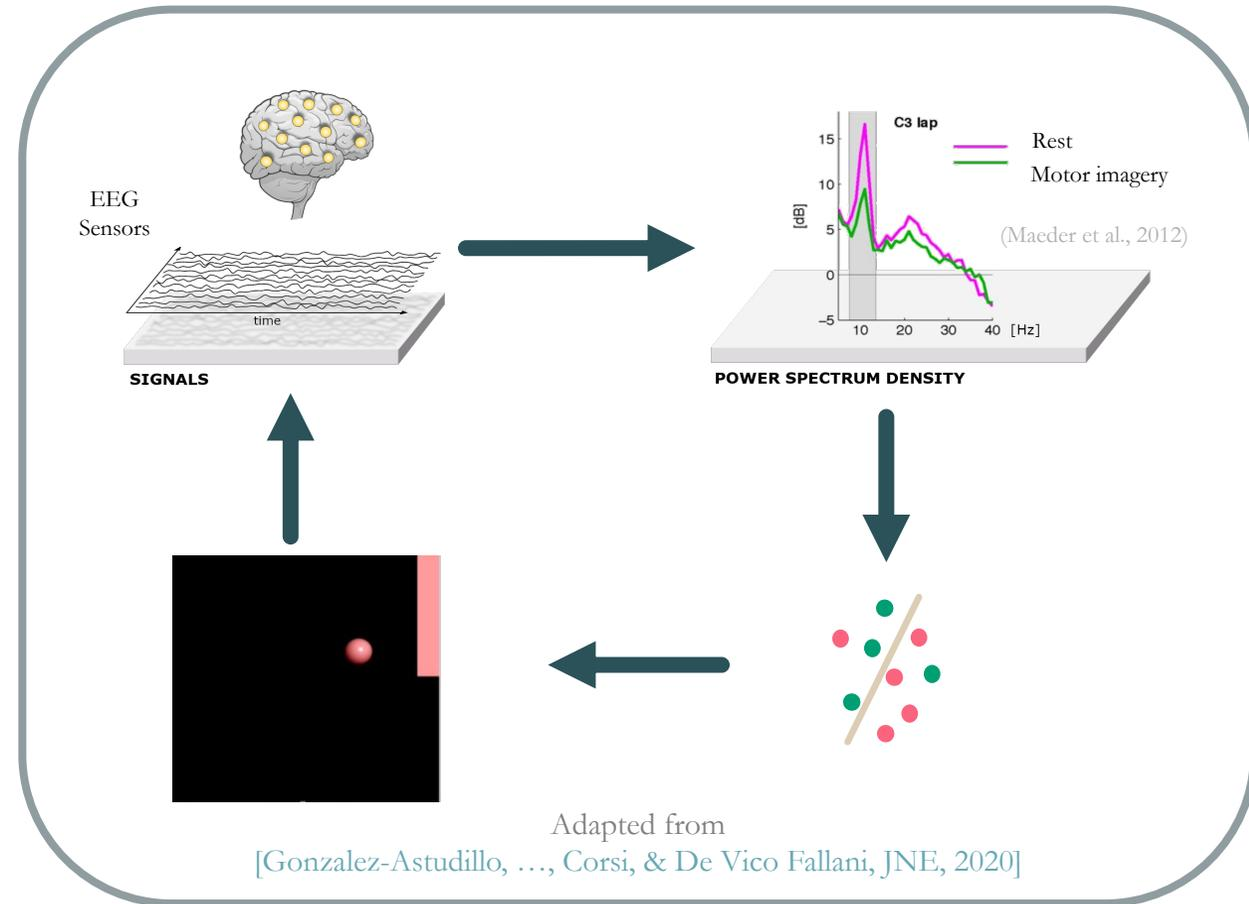 EEG
Sensors
time
SIGNALS
C3 lap
[dB]
15
10
5
0
−5
10 20 30 40 [Hz]
Rest
Motor imagery
(Maeder et al., 2012)
POWER SPECTRUM DENSITY
Adapted from
[Gonzalez-Astudillo, …, Corsi, & De Vico Fallani, JNE, 2020]